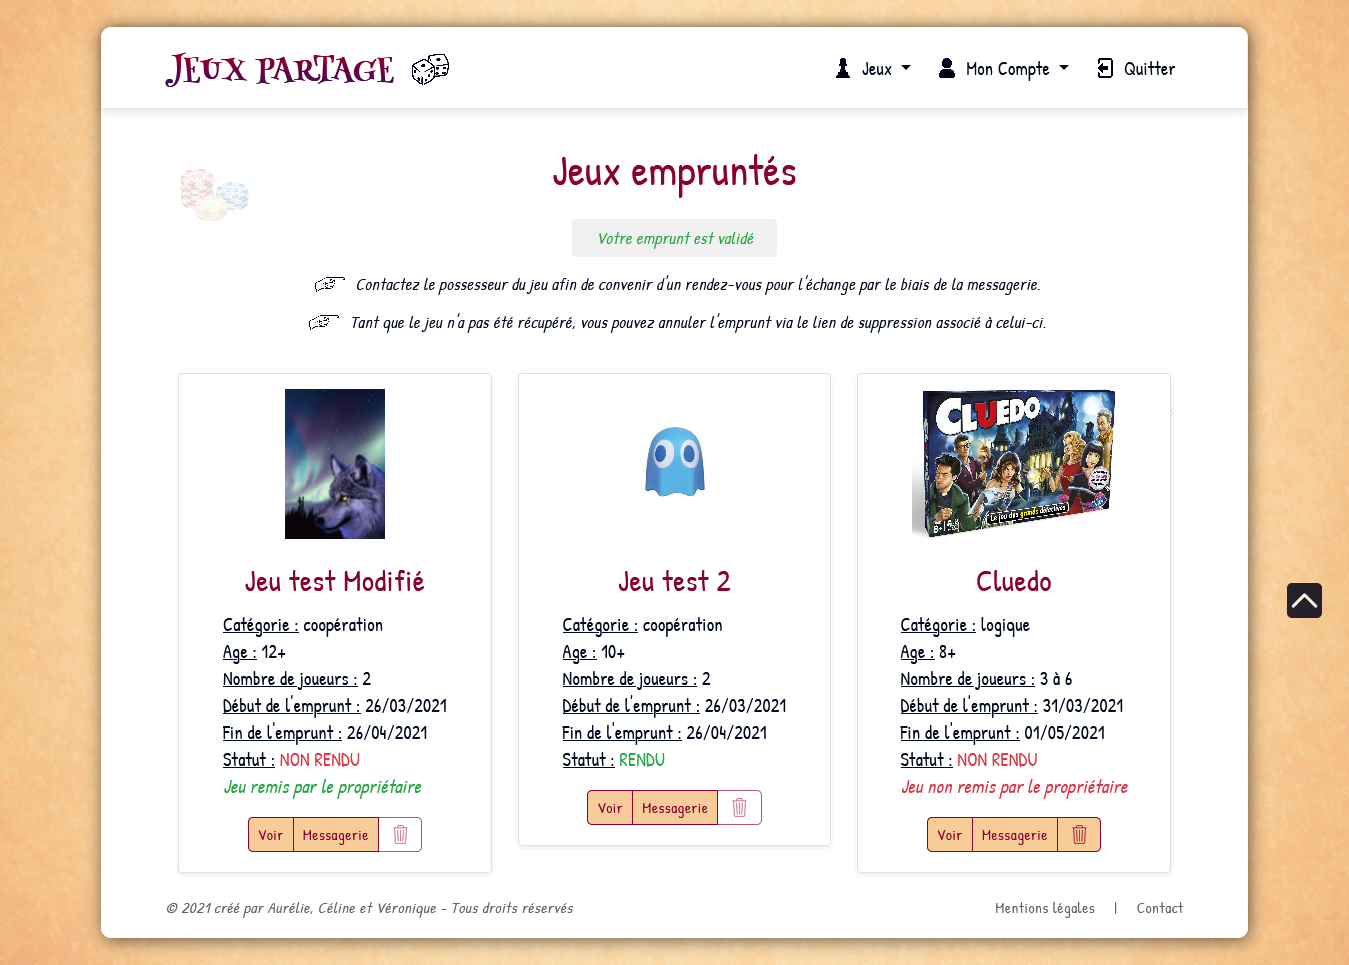 Jeux Partage
Jeux
Mon Compte
Quitter
Jeux empruntés
Votre emprunt est validé
Contactez le possesseur du jeu afin de convenir d'un rendez-vous pour l'échange par le biais de la messagerie.
Tant que le jeu n'a pas été récupéré, vous pouvez annuler l'emprunt via le lien de suppression associé à celui-ci.
Jeu test Modifié
Catégorie : coopération
Age : 12+
Nombre de joueurs : 2
Début de l'emprunt : 26/03/2021
Fin de l'emprunt : 26/04/2021
Statut : NON RENDU
Jeu remis par le propriétaire
Voir
Messagerie
Jeu test 2
Catégorie : coopération
Age : 10+
Nombre de joueurs : 2
Début de l'emprunt : 26/03/2021
Fin de l'emprunt : 26/04/2021
Statut : RENDU
Voir
Messagerie
CLUEDO
Le jeu des grands détectives
8+
Cluedo
Catégorie : logique
Age : 8+
Nombre de joueurs : 3 à 6
Début de l'emprunt : 31/03/2021
Fin de l'emprunt : 01/05/2021
Statut : NON RENDU
Jeu non remis par le propriétaire
Voir
Messagerie
© 2021 créé par Aurélie, Céline et Véronique - Tous droits réservés
Mentions légales | Contact